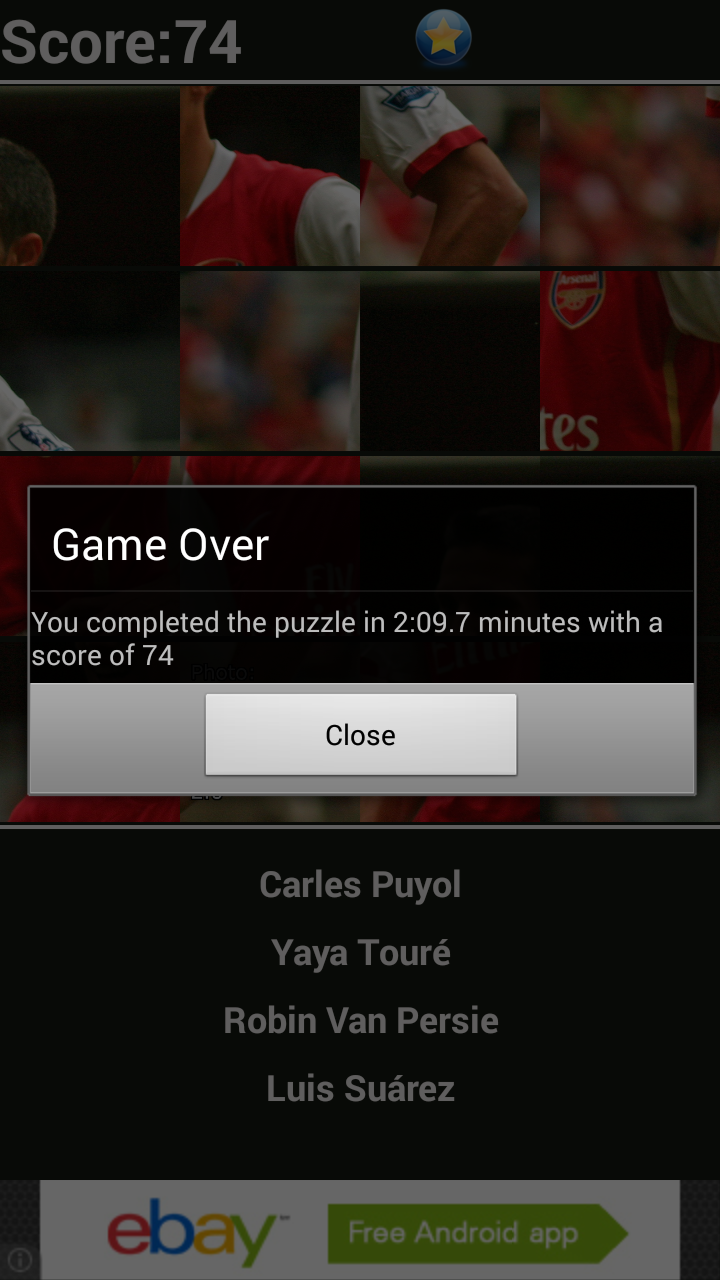 Score:74
Arsenal
tes
Game Over
You completed the puzzle in 2:09.7 minutes with a
score of 74
Photo:
Close
Carles Puyol
Yaya Touré
Robin Van Persie
Luis Suárez
ebay
Free Android app